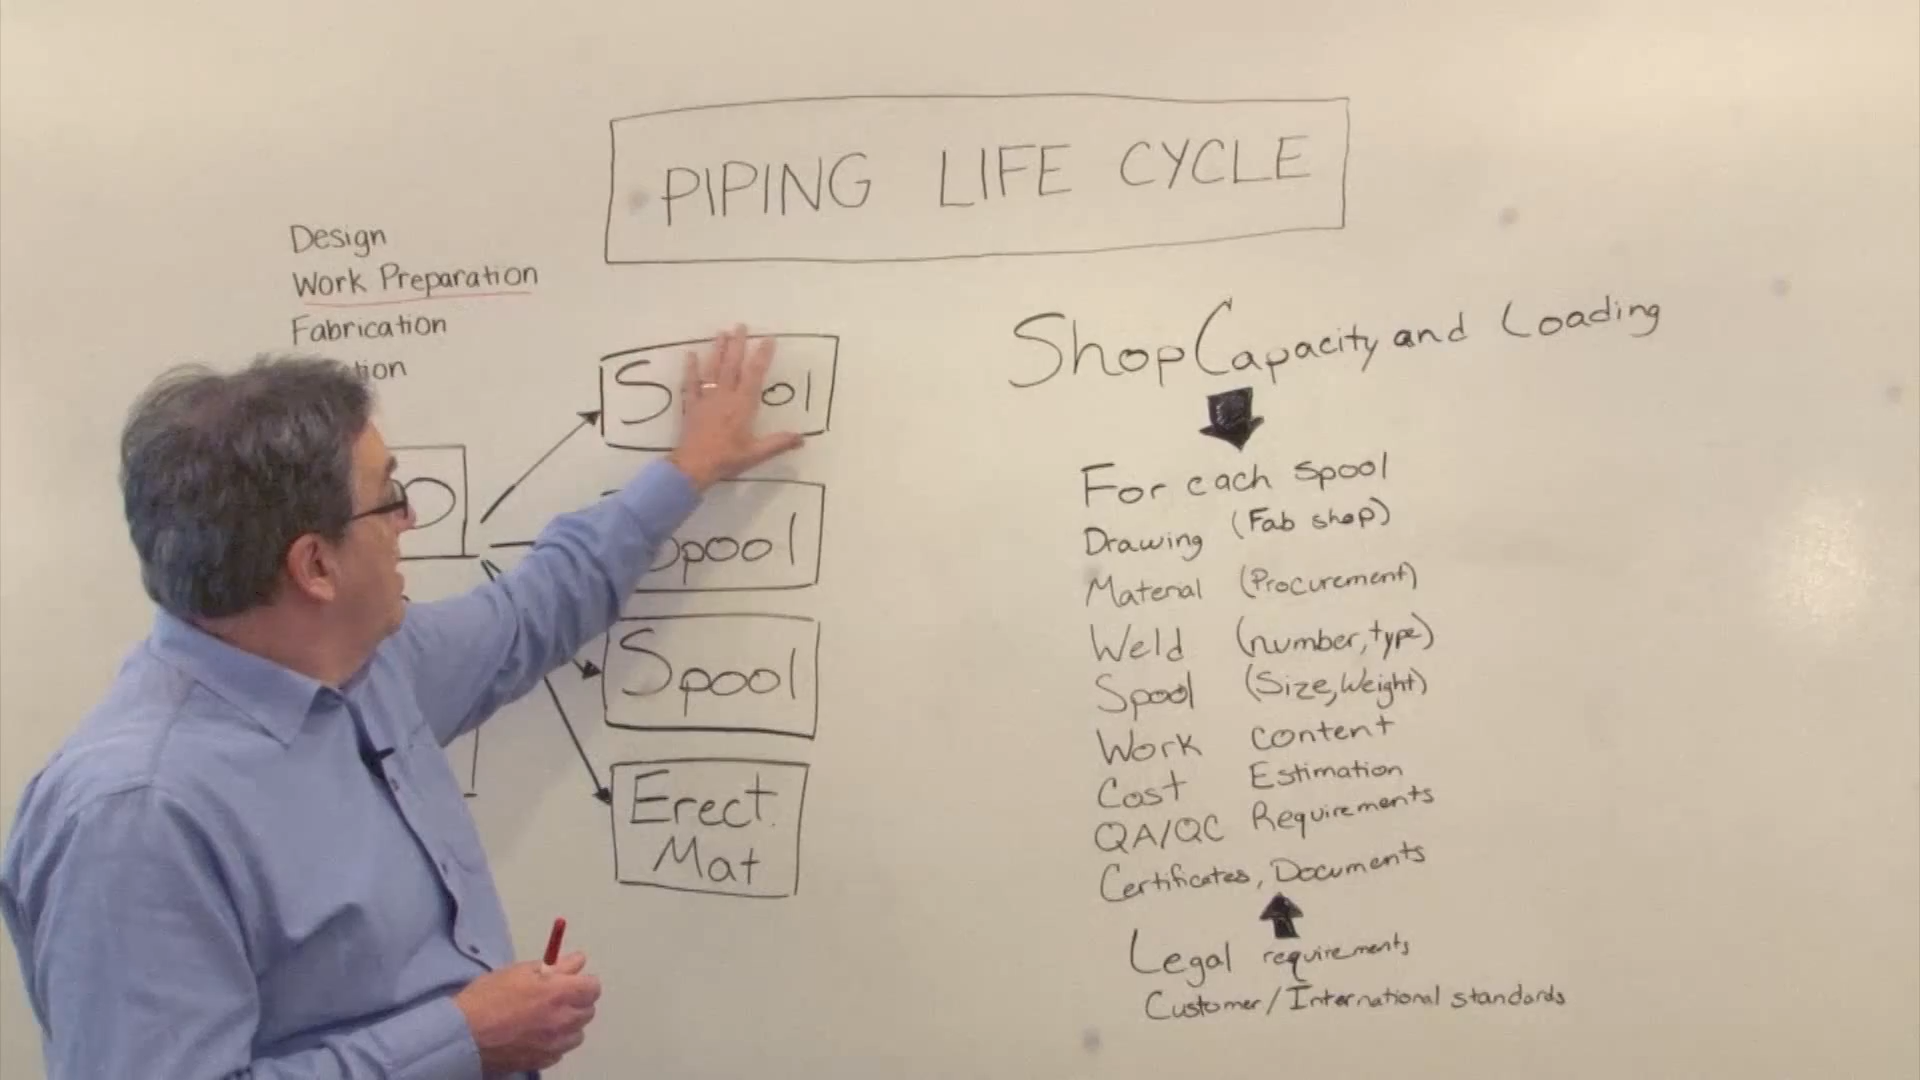 PIPING LIFE CYCLE
Design
Work Preparation
Fabrication
Spool
Spool
Spool
Erect.
Mat
Shop Capacity and Loading
For each spool
Drawing (Fab shop)
Material (Procurement)
Weld (number, type)
Spool (Size, Weight)
Work Content
Cost Estimation
QA/QC Requirements
Certificates, Documents
Legal requirements
Customer/International standards